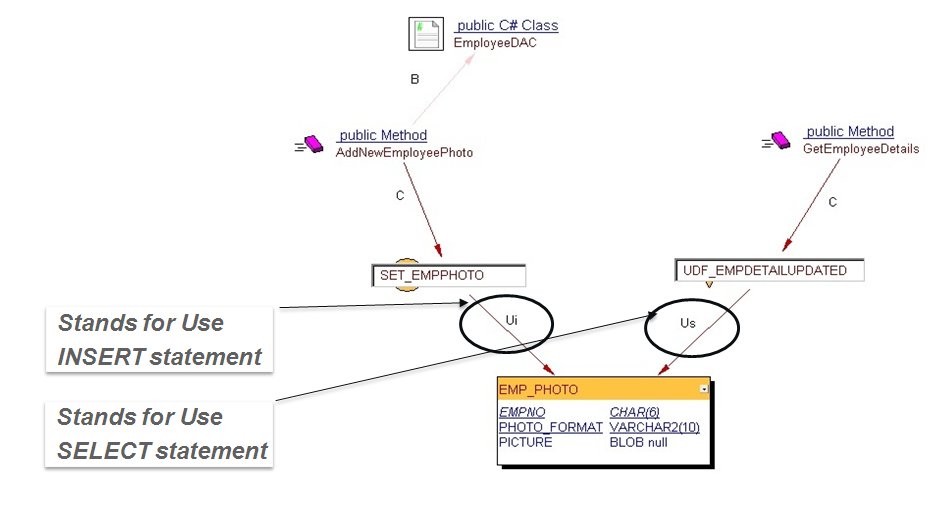 public C# Class
EmployeeDAC
B
public Method
AddNewEmployeePhoto
public Method
GetEmployeeDetails
C
C
SET_EMPPHOTO
UDF_EMPDETAILUPDATED
Stands for Use
INSERT statement
Ui
Us
Stands for Use
SELECT statement
EMP_PHOTO
EMPNO CHAR(6)
PHOTO_FORMAT VARCHAR2(10)
PICTURE BLOB null